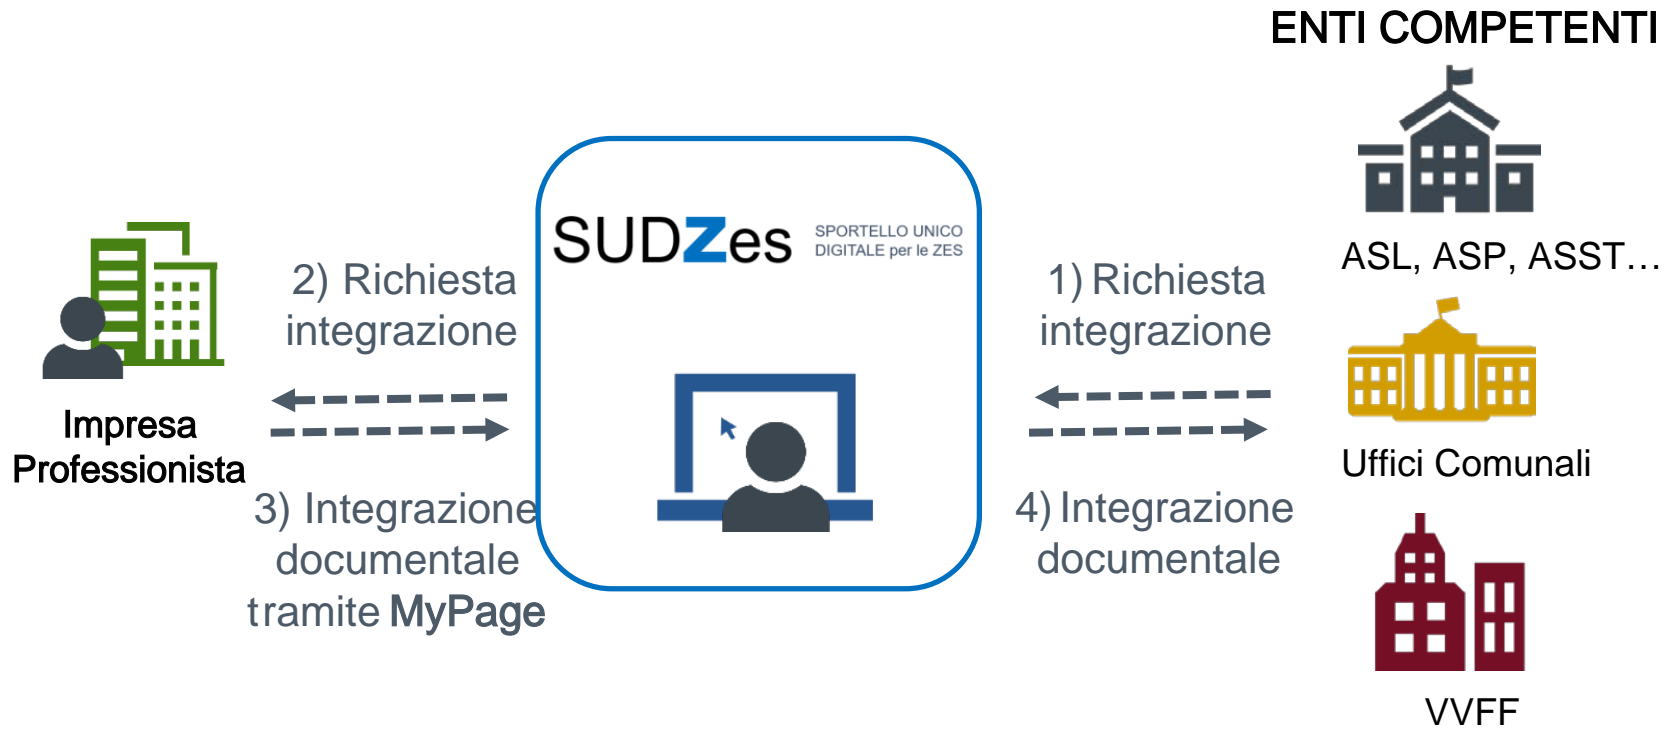 ENTI COMPETENTI
ASL, ASP, ASST...
SUDZes
SPORTELLO UNICO
DIGITALE per le ZES
2) Richiesta
integrazione
1) Richiesta
integrazione
Impresa
Professionista
Uffici Comunali
3) Integrazione
documentale
tramite MyPage
4) Integrazione
documentale
VVFF